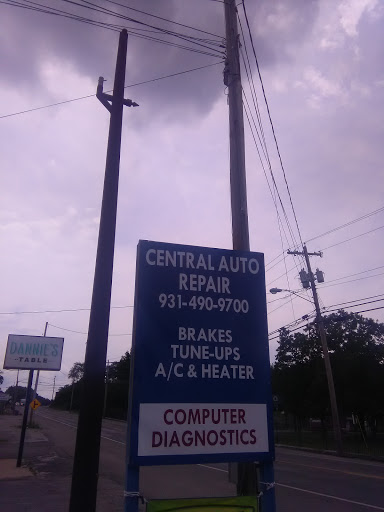 CENTRAL AUTO
REPAIR
931-490-9700
BRAKES
TUNE-UPS
A/C & HEATER
COMPUTER
DIAGNOSTICS
DANNIE'S
TABLE